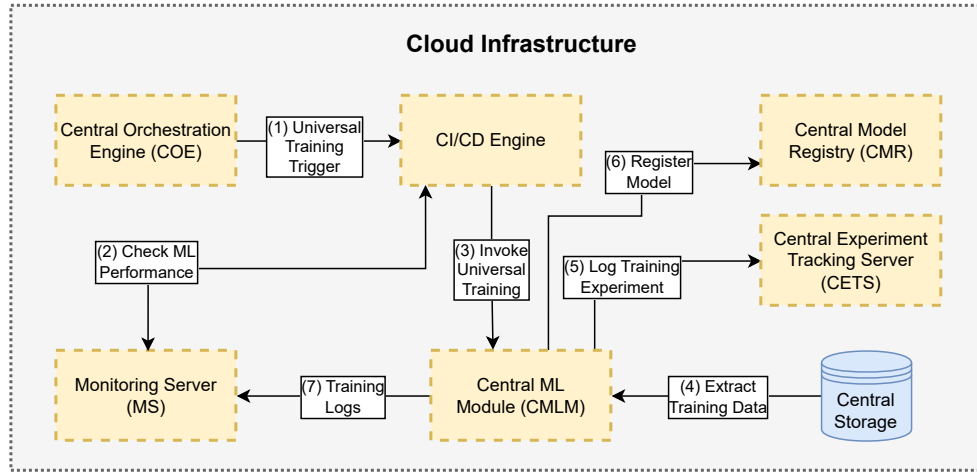 Cloud Infrastructure
Central Orchestration
Engine (COE)
(1) Universal
Training
Trigger
CI/CD Engine
(6) Register
Model
Central Model
Registry (CMR)
(2) Check ML
Performance
(3) Invoke
Universal
Training
(5) Log Training
Experiment
Central Experiment
Tracking Server
(CETS)
Monitoring Server
(MS)
(7) Training
Logs
Central ML
Module (CMLM)
(4) Extract
Training Data
Central
Storage